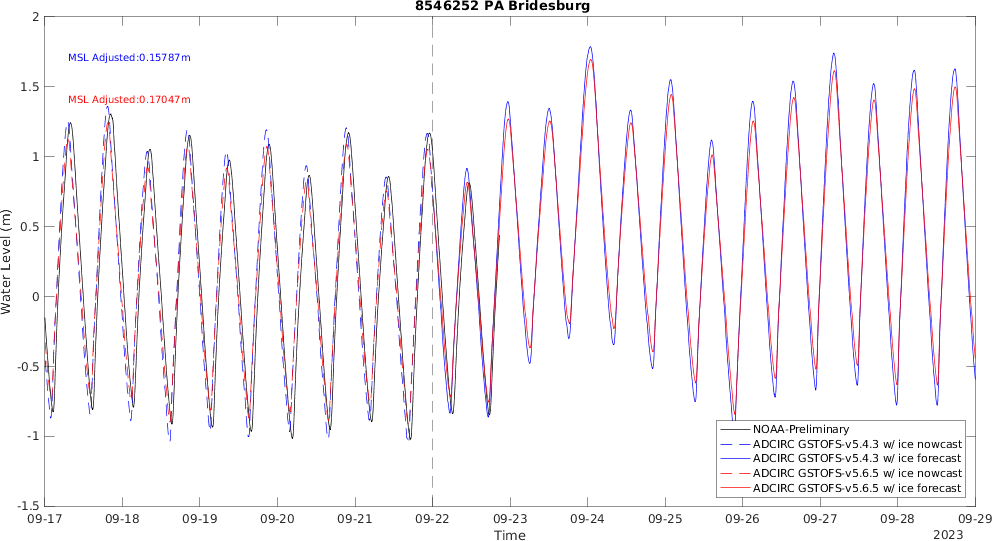 8546252 PA Bridesburg
2
1.5
1
0.5
0
-0.5
-1
-1.5
Water Level (m)
MSL Adjusted:0.15787m
MSL Adjusted:0.17047m
NOAA-Preliminary
ADCIRC GSTOFS-v5.4.3 w/ ice nowcast
ADCIRC GSTOFS-v5.4.3 w/ ice forecast
ADCIRC GSTOFS-v5.6.5 w/ ice nowcast
ADCIRC GSTOFS-v5.6.5 w/ ice forecast
09-17 09-18 09-19 09-20 09-21 09-22 09-23 09-24 09-25 09-26 09-27 09-28 09-29
Time
2023